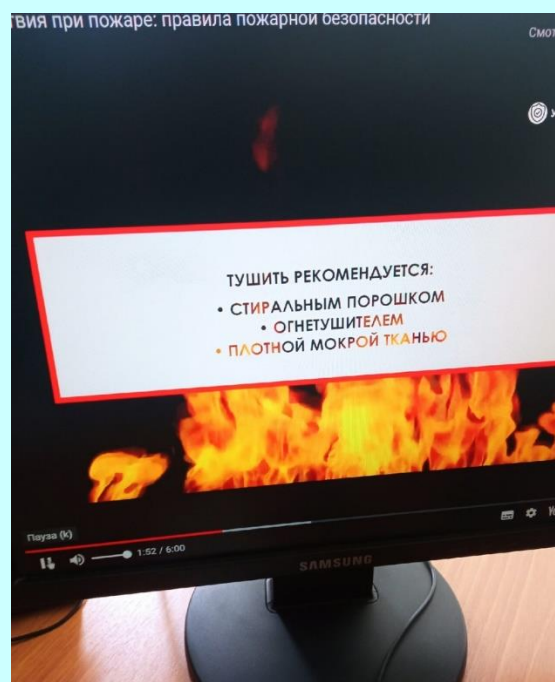 твия при пожаре: правила пожарной безопасности
Смот
ТУШИТЬ РЕКОМЕНДУЕТСЯ:
• СТИРАЛЬНЫМ ПОРОШКОМ
• ОГНЕТУШИТЕЛЕМ
• ПЛОТНОЙ МОКРОЙ ТКАНЬЮ
Пауза (k)
1:52 / 6:00
SAMSUNG